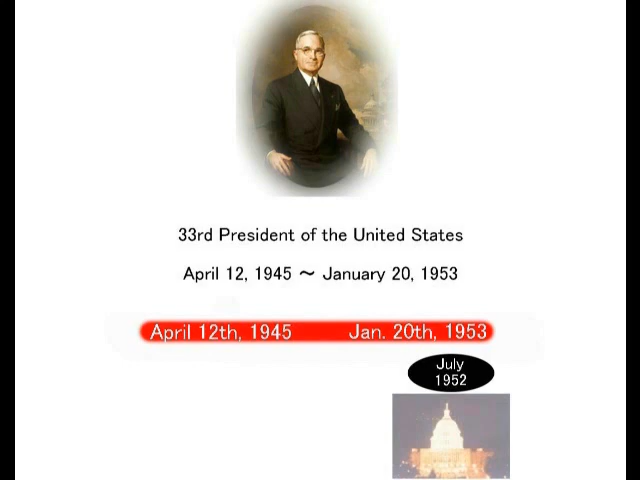 33rd President of the United States
April 12, 1945 ～ January 20, 1953
April 12th, 1945 Jan. 20th, 1953
July
1952